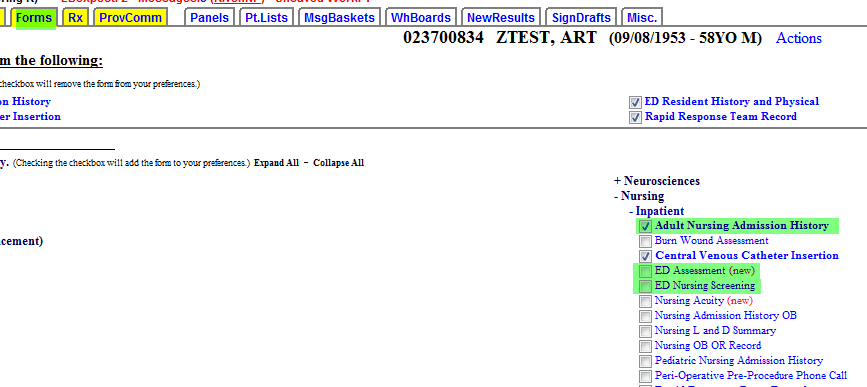 Forms Rx ProvComm Panels Pt.Lists MsgBaskets WhBoards NewResults SignDrafts Misc.
023700834 ZTEST, ART (09/08/1953 - 58YO M) Actions
m the following:
checkbox will remove the form from your preferences.)
on History ED Resident History and Physical
er Insertion Rapid Response Team Record
y. (Checking the checkbox will add the form to your preferences.) Expand All - Collapse All
+ Neurosciences
- Nursing
- Inpatient
Adult Nursing Admission History
cement) Burn Wound Assessment
Central Venous Catheter Insertion
ED Assessment (new)
ED Nursing Screening
Nursing Acuity (new)
Nursing Admission History OB
Nursing L and D Summary
Nursing OB OR Record
Pediatric Nursing Admission History
Peri-Operative Pre-Procedure Phone Call